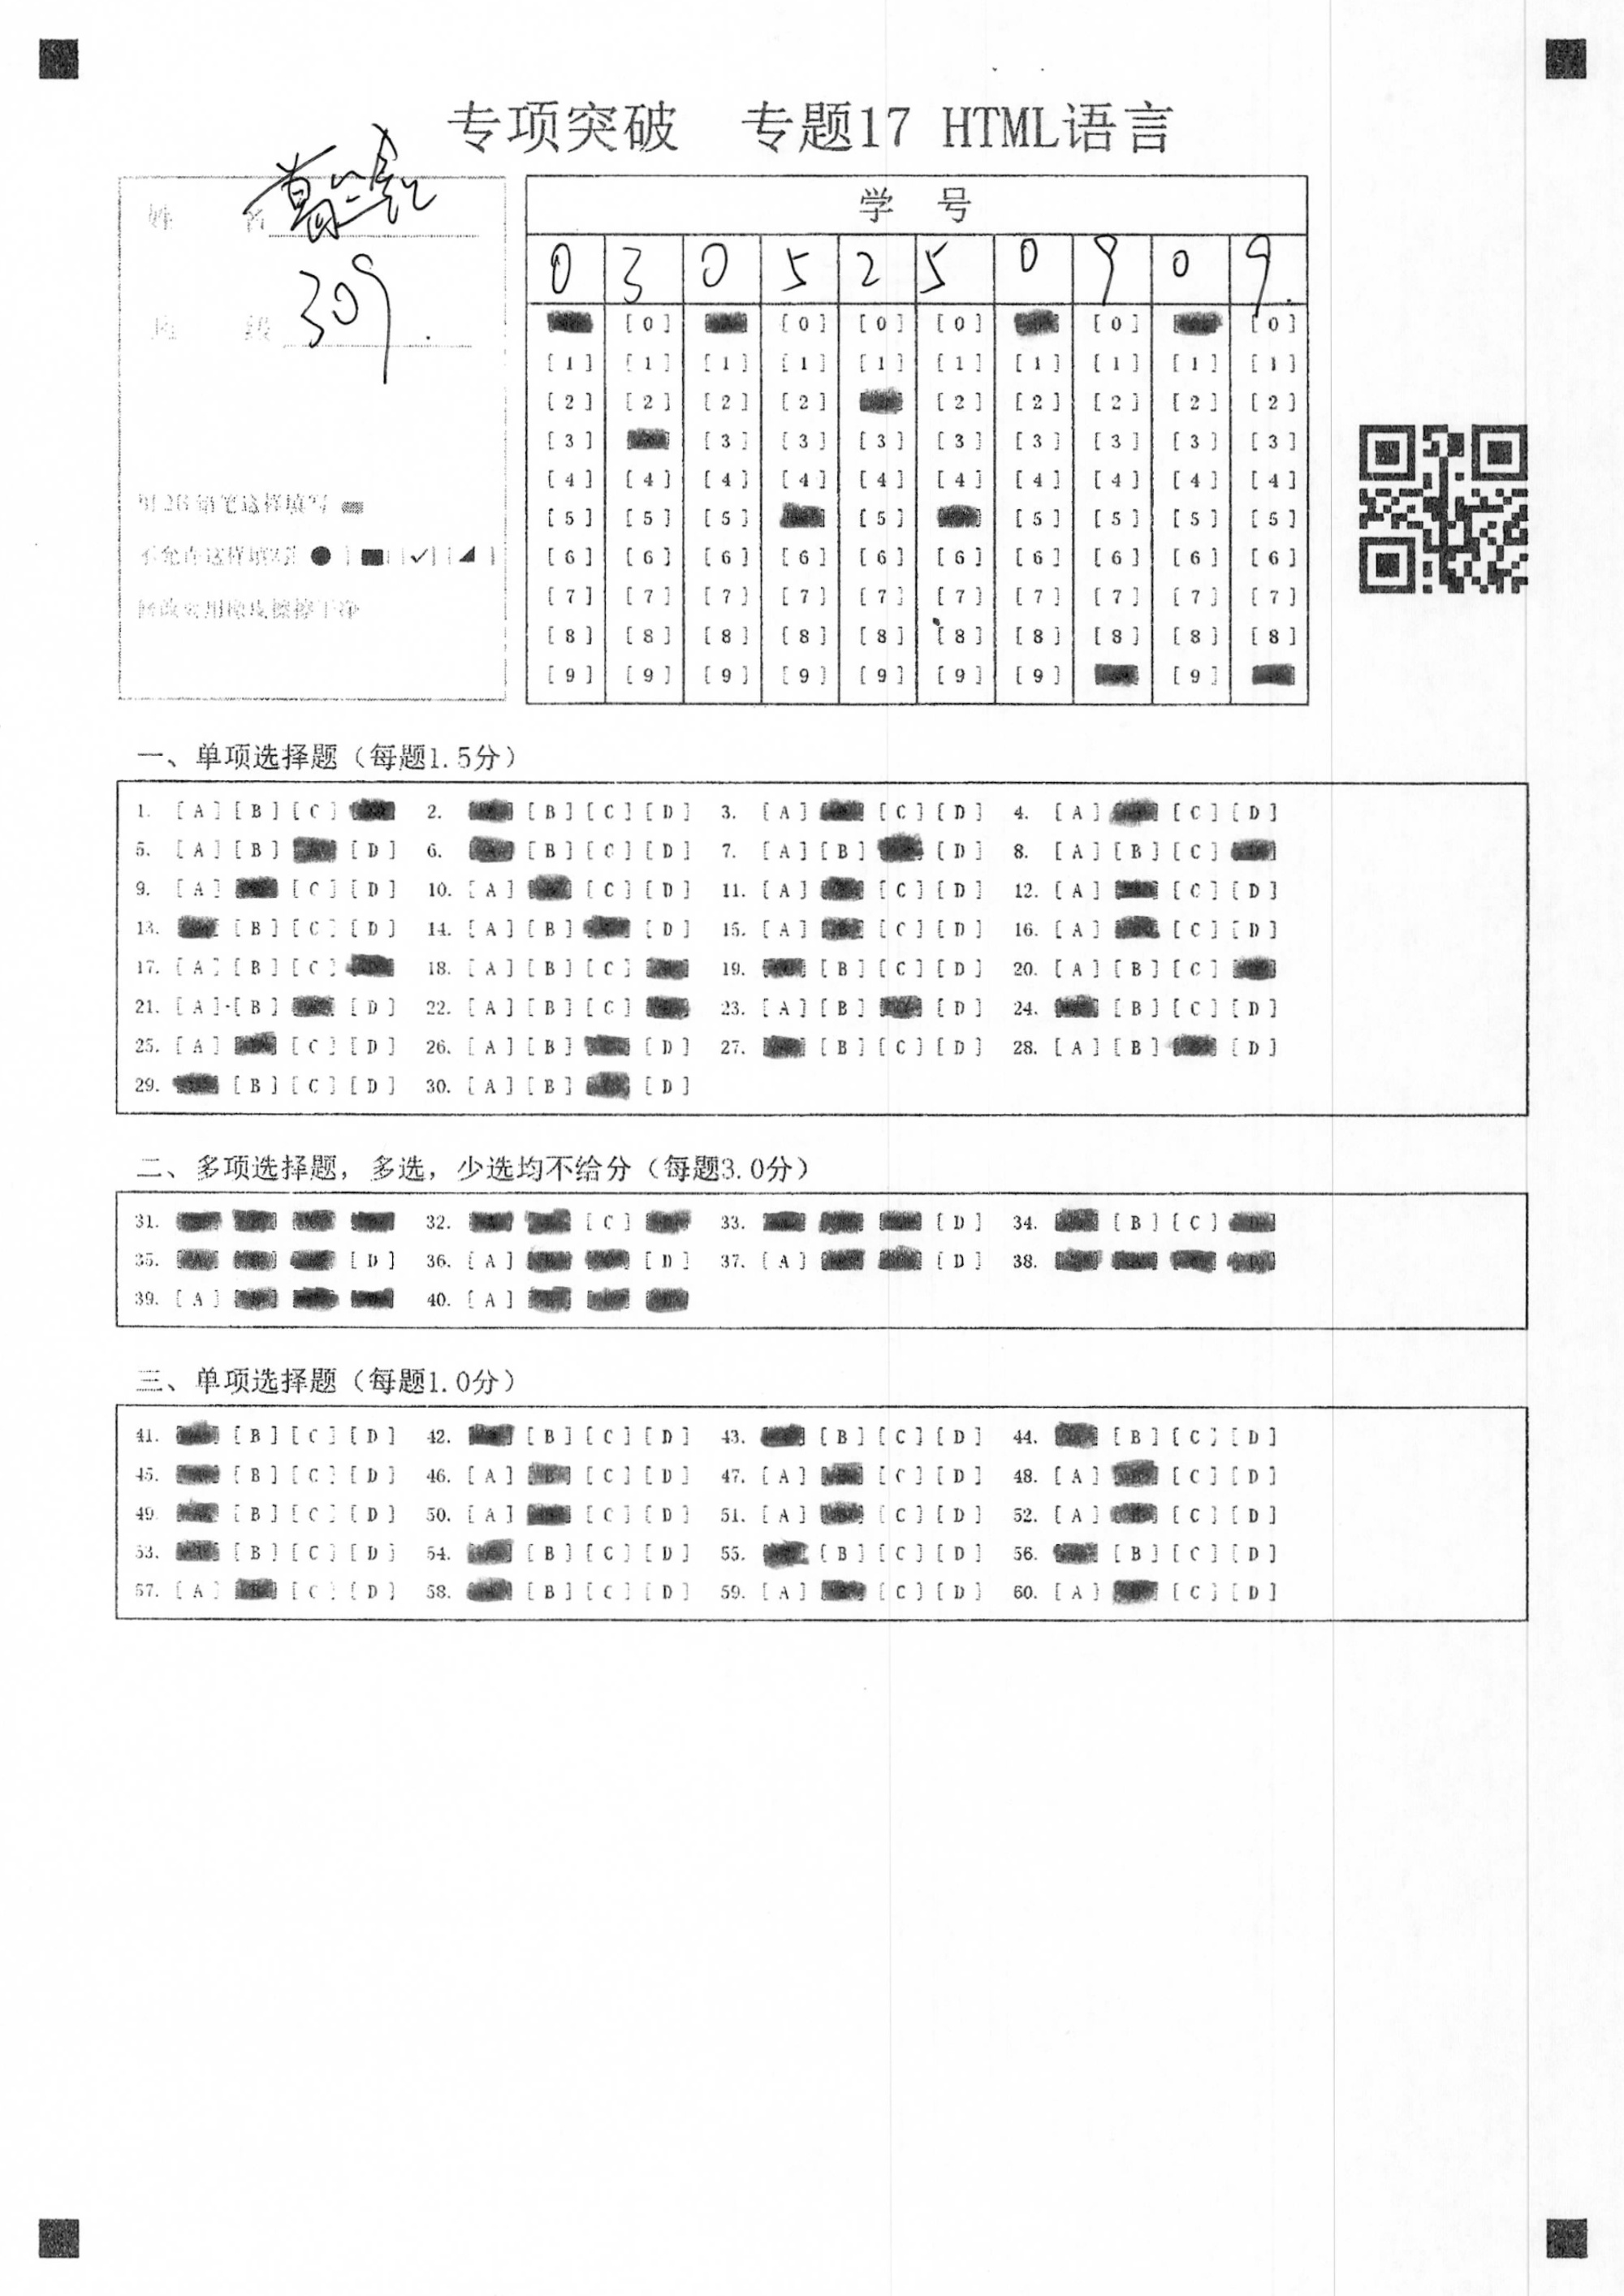 专项突破 专题17 HTML语言
姓 名
309.
用2B铅笔这样填写
不允许这样填写[●][■][✓][◢]
修改要用橡皮擦擦干净
学 号
0 3 0 5 2 5 0 9 0 9.
[0] [0] [0] [0] [0] [0]
[1] [1] [1] [1] [1] [1] [1] [1] [1] [1]
[2] [2] [2] [2] [2] [2] [2] [2] [2]
[3] [3] [3] [3] [3] [3] [3] [3] [3]
[4] [4] [4] [4] [4] [4] [4] [4] [4] [4]
[5] [5] [5] [5] [5] [5] [5] [5]
[6] [6] [6] [6] [6] [6] [6] [6] [6] [6]
[7] [7] [7] [7] [7] [7] [7] [7] [7] [7]
[8] [8] [8] [8] [8] [8] [8] [8] [8] [8]
[9] [9] [9] [9] [9] [9] [9] [9]
一、单项选择题（每题1.5分）
1. [A] [B] [C] 2. [B] [C] [D] 3. [A] [C] [D] 4. [A] [C] [D]
5. [A] [B] [D] 6. [B] [C] [D] 7. [A] [B] [D] 8. [A] [B] [C]
9. [A] [C] [D] 10. [A] [C] [D] 11. [A] [C] [D] 12. [A] [C] [D]
13. [B] [C] [D] 14. [A] [B] [D] 15. [A] [C] [D] 16. [A] [C] [D]
17. [A] [B] [C] 18. [A] [B] [C] 19. [B] [C] [D] 20. [A] [B] [C]
21. [A] [B] [D] 22. [A] [B] [C] 23. [A] [B] [D] 24. [B] [C] [D]
25. [A] [C] [D] 26. [A] [B] [D] 27. [B] [C] [D] 28. [A] [B] [D]
29. [B] [C] [D] 30. [A] [B] [D]
二、多项选择题，多选，少选均不给分（每题3.0分）
31. 32. [C] 33. [D] 34. [B] [C]
35. [D] 36. [A] [D] 37. [A] [D] 38.
39. [A] 40. [A]
三、单项选择题（每题1.0分）
41. [B] [C] [D] 42. [B] [C] [D] 43. [B] [C] [D] 44. [B] [C] [D]
45. [B] [C] [D] 46. [A] [C] [D] 47. [A] [C] [D] 48. [A] [C] [D]
49. [B] [C] [D] 50. [A] [C] [D] 51. [A] [C] [D] 52. [A] [C] [D]
53. [B] [C] [D] 54. [B] [C] [D] 55. [B] [C] [D] 56. [B] [C] [D]
57. [A] [C] [D] 58. [B] [C] [D] 59. [A] [C] [D] 60. [A] [C] [D]